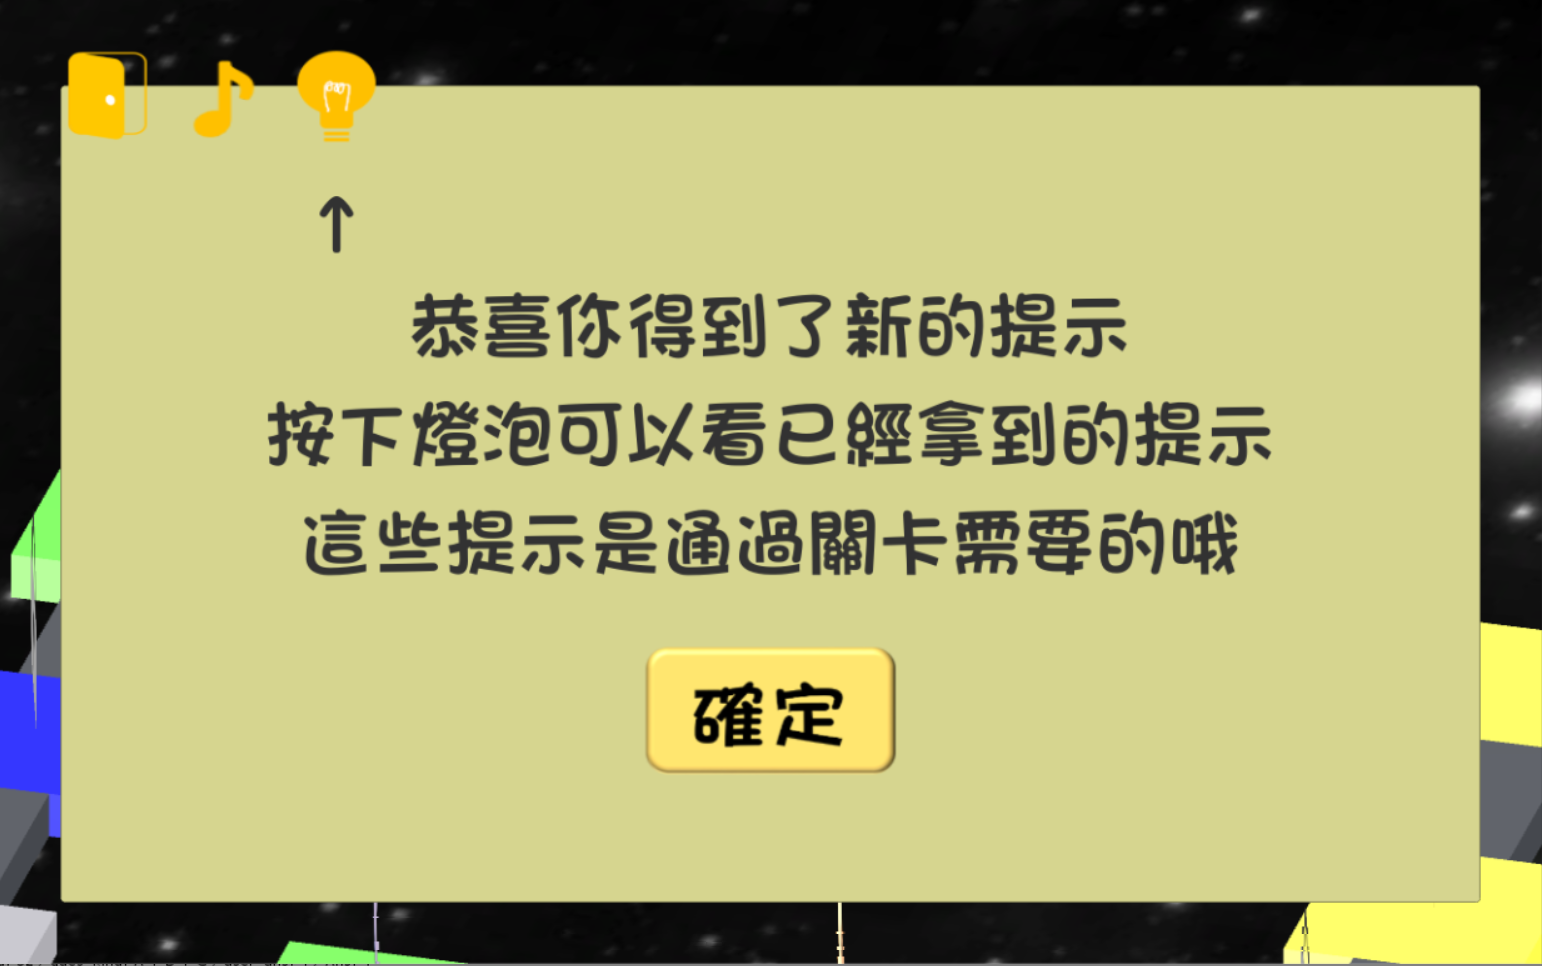 ↑
恭喜你得到了新的提示
按下燈泡可以看已經拿到的提示
這些提示是通過關卡需要的哦
確定